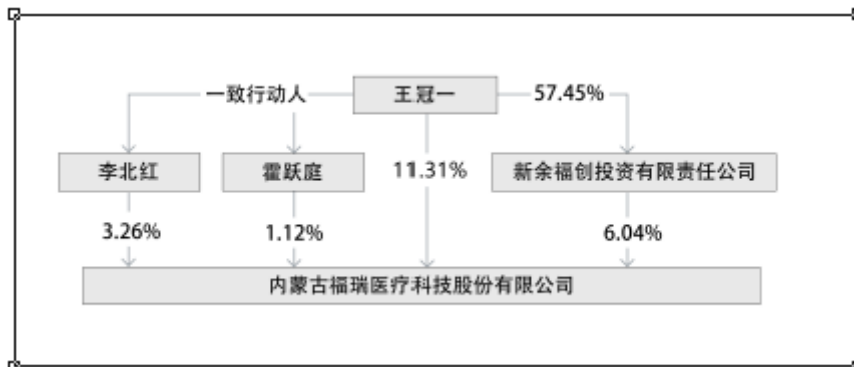 一致行动人
王冠一
57.45%
李北红
霍跃庭
11.31%
新余福创投资有限责任公司
3.26%
1.12%
6.04%
内蒙古福瑞医疗科技股份有限公司